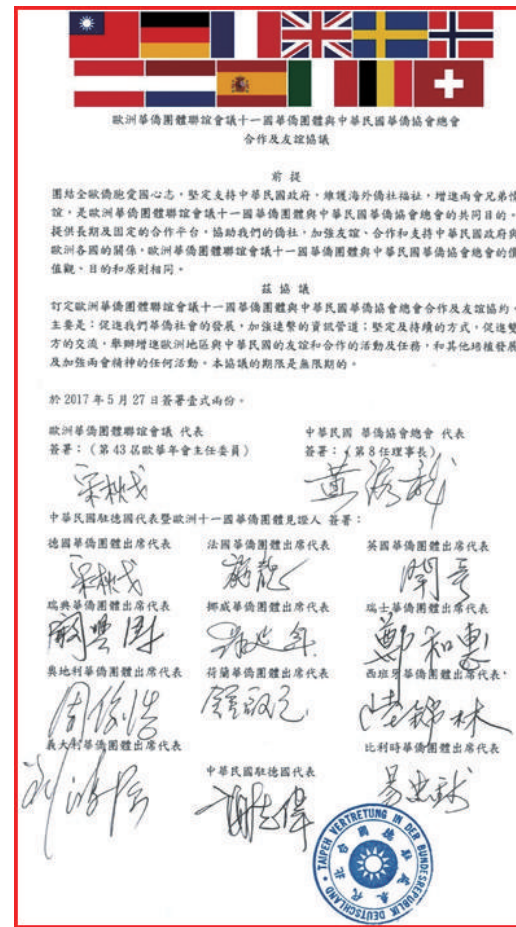 歐洲華僑團體聯誼會議十一國華僑團體與中華民國華僑協會總會
合作及友誼協議
前提
團結全歐僑胞愛國心志，堅定支持中華民國政府，維護海外僑社福祉，增進兩會兄弟情
誼，是歐洲華僑團體聯誼會議十一國華僑團體與中華民國華僑協會總會的共同目的。
提供長期及固定的合作平台，協助我們的僑社，加強友誼、合作和支持中華民國政府與
歐洲各國的關係。歐洲華僑團體聯誼會議十一國華僑團體與中華民國華僑協會總會的價
值觀、目的和原則相同。
茲協議
訂定歐洲華僑團體聯誼會議十一國華僑團體與中華民國華僑協會總會合作及友誼協約。
主要是：促進我們華僑社會的發展，加強連繫的資訊管道；堅定及持續的方式，促進雙
方的交流，舉辦增進歐洲地區與中華民國的友誼和合作的活動及任務，和其他培植發展
及加強兩會精神的任何活動。本協議的期限是無限期的。
於 2017 年 5 月 27 日簽署壹式兩份。
歐洲華僑團體聯誼會議 代表 中華民國 華僑協會總會 代表
簽署：（第 43 屆歐華年會主任委員） 簽署：（第 8 任理事長）
中華民國駐德國代表暨歐洲十一國華僑團體見證人 簽署：
德國華僑團體出席代表 法國華僑團體出席代表 英國華僑團體出席代表
瑞典華僑團體出席代表 挪威華僑團體出席代表 瑞士華僑團體出席代表
鄭和惠
奧地利華僑團體出席代表 荷蘭華僑團體出席代表 西班牙華僑團體出席代表
周俊浩
義大利華僑團體出席代表 比利時華僑團體出席代表
中華民國駐德國代表
謝志偉
TAIPEH VERTRETUNG IN DER BUNDESREPUBLIK DEUTSCHLAND